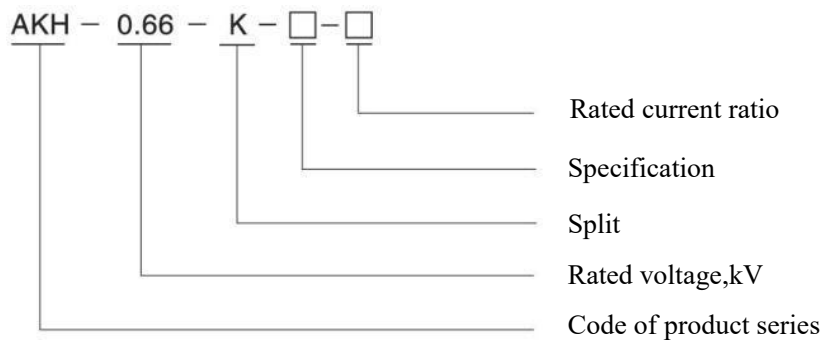 AKH – 0.66 – K – □ – □
Rated current ratio
Specification
Split
Rated voltage,kV
Code of product series